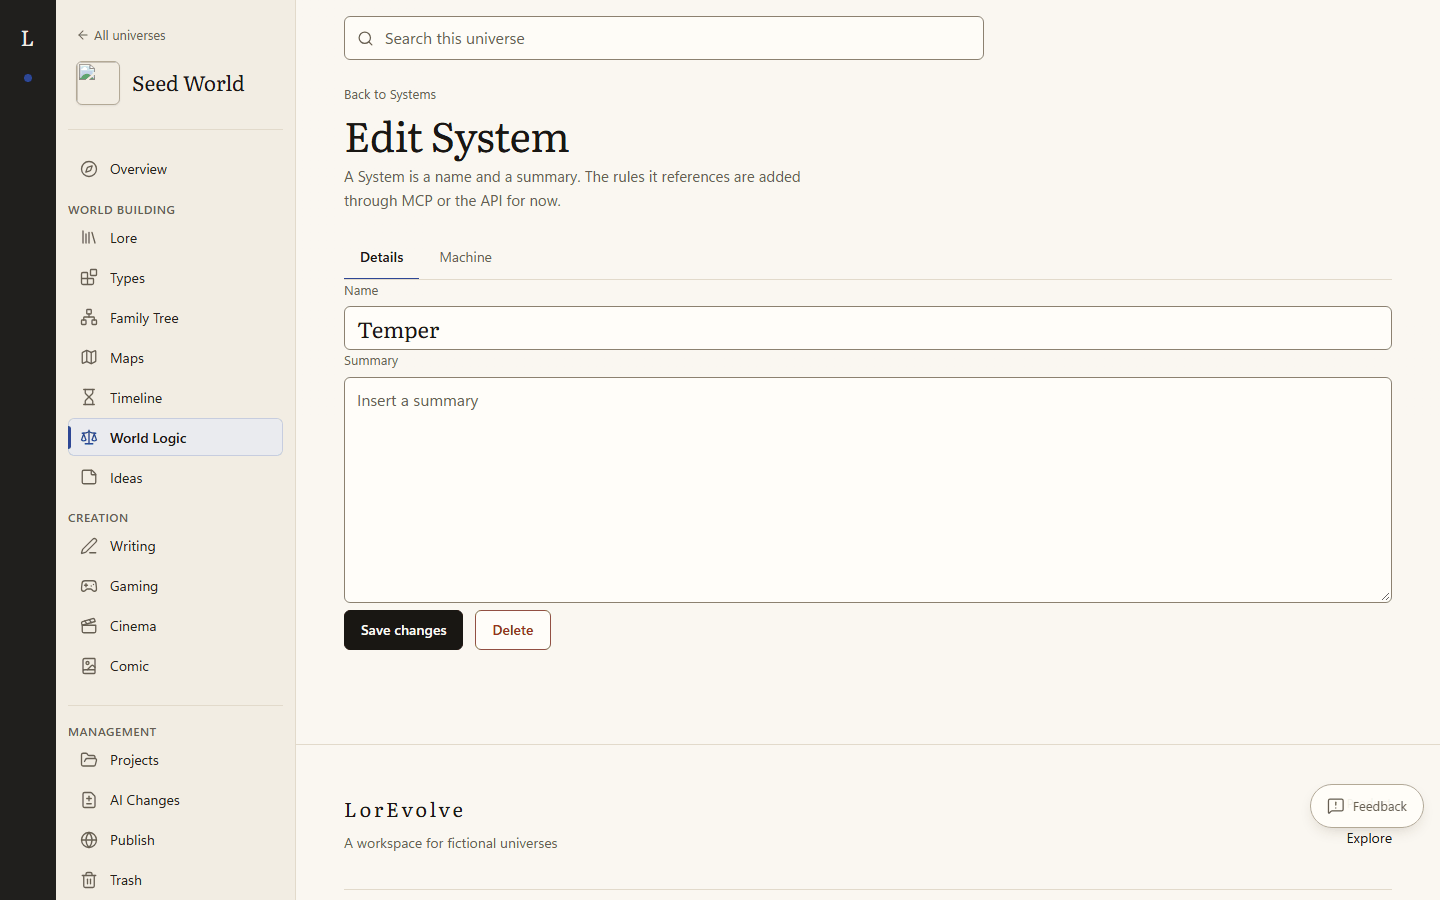 L
All universes
Seed World
Overview
WORLD BUILDING
Lore
Types
Family Tree
Maps
Timeline
World Logic
Ideas
CREATION
Writing
Gaming
Cinema
Comic
MANAGEMENT
Projects
AI Changes
Publish
Trash
Search this universe
Back to Systems
Edit System
A System is a name and a summary. The rules it references are added
through MCP or the API for now.
Details
Machine
Name
Temper
Summary
Insert a summary
Save changes
Delete
LorEvolve
A workspace for fictional universes
Feedback
Explore